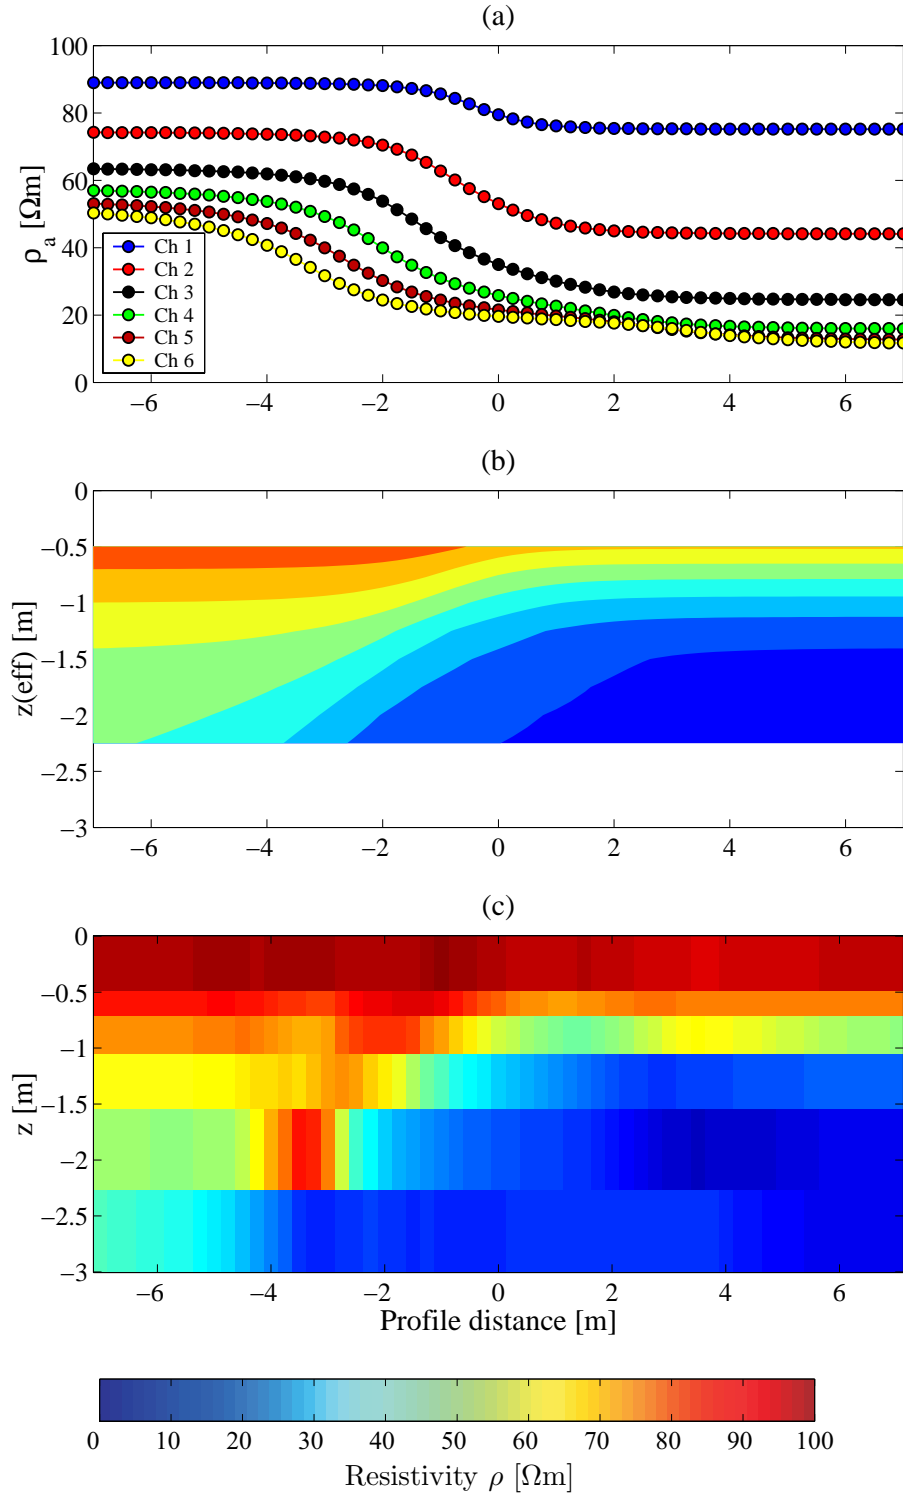 (a)
100
80
60
40
20
0
ρa [Ωm]
Ch 1
Ch 2
Ch 3
Ch 4
Ch 5
Ch 6
−6 −4 −2 0 2 4 6
(b)
0
−0.5
−1
−1.5
−2
−2.5
−3
z(eff) [m]
−6 −4 −2 0 2 4 6
(c)
0
−0.5
−1
−1.5
−2
−2.5
−3
z [m]
−6 −4 −2 0 2 4 6
Profile distance [m]
0 10 20 30 40 50 60 70 80 90 100
Resistivity ρ [Ωm]